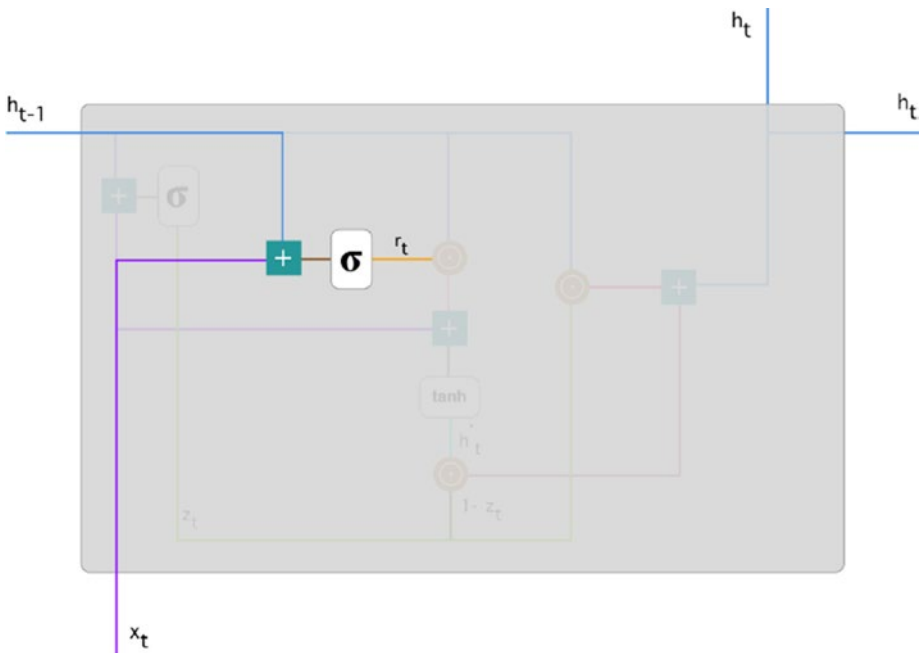 h_t
h_{t-1}
h_t
+
σ
+
σ
r_t
+
+
tanh
h'_t
1- z_t
z_t
x_t